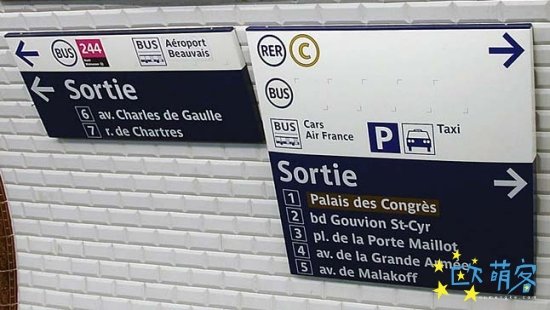 BUS 244 BUS Aéroport
Beauvais
Sortie
6 av. Charles de Gaulle
7 r. de Chartres
RER C
BUS
BUS Cars
Air France P Taxi
Sortie
1 Palais des Congrès
2 bd Gouvion St-Cyr
3 pl. de la Porte Maillot
4 av. de la Grande Armée
5 av. de Malakoff
欧萌客